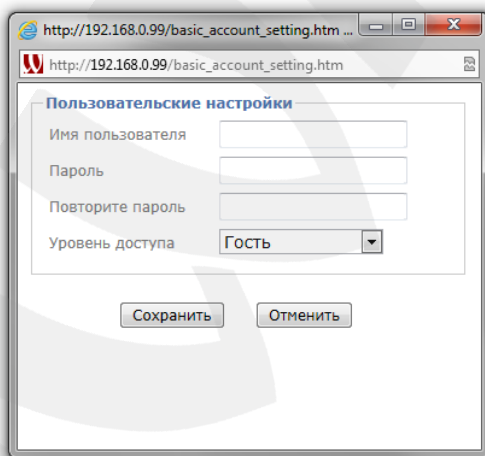 http://192.168.0.99/basic_account_setting.htm ...
http://192.168.0.99/basic_account_setting.htm
Пользовательские настройки
Имя пользователя
Пароль
Повторите пароль
Уровень доступа Гость
Сохранить Отменить